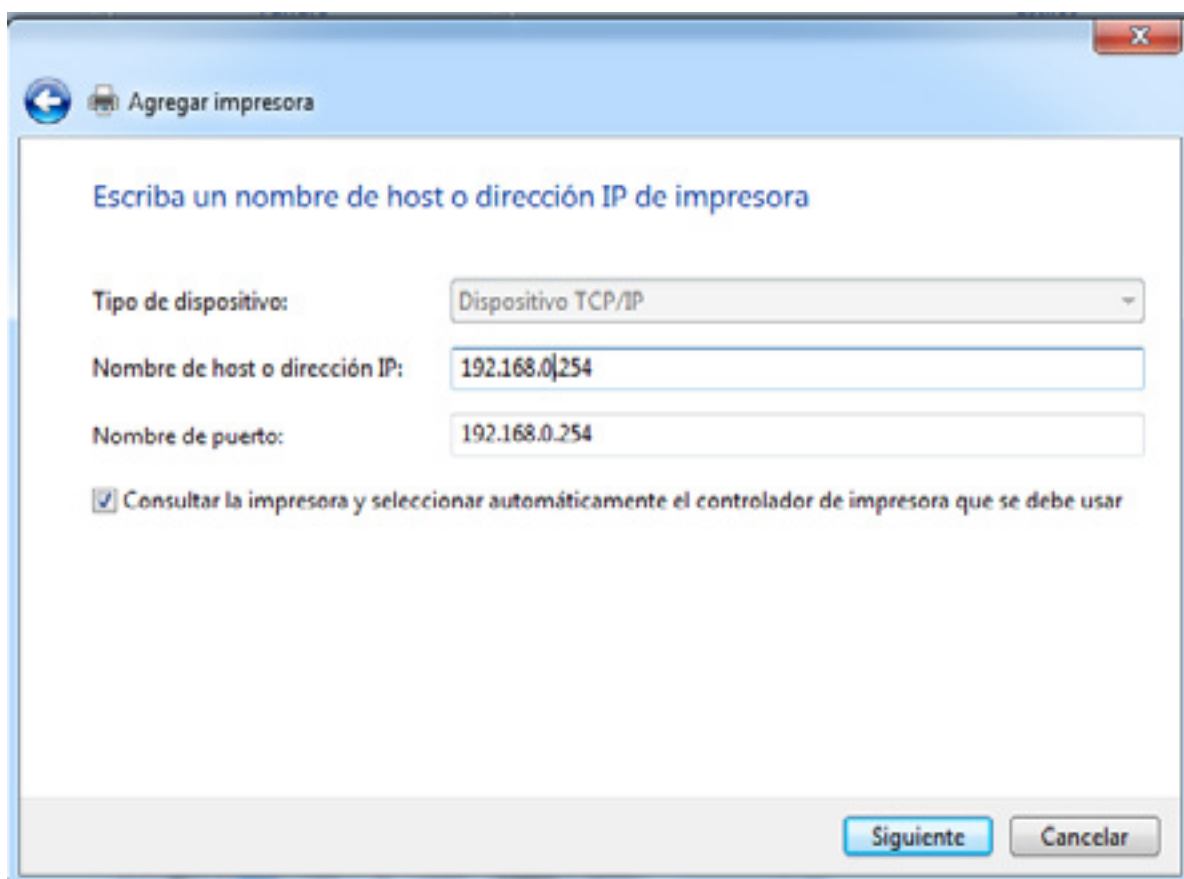 Agregar impresora
Escriba un nombre de host o dirección IP de impresora
Tipo de dispositivo: Dispositivo TCP/IP
Nombre de host o dirección IP: 192.168.0.254
Nombre de puerto: 192.168.0.254
Consultar la impresora y seleccionar automáticamente el controlador de impresora que se debe usar
Siguiente Cancelar